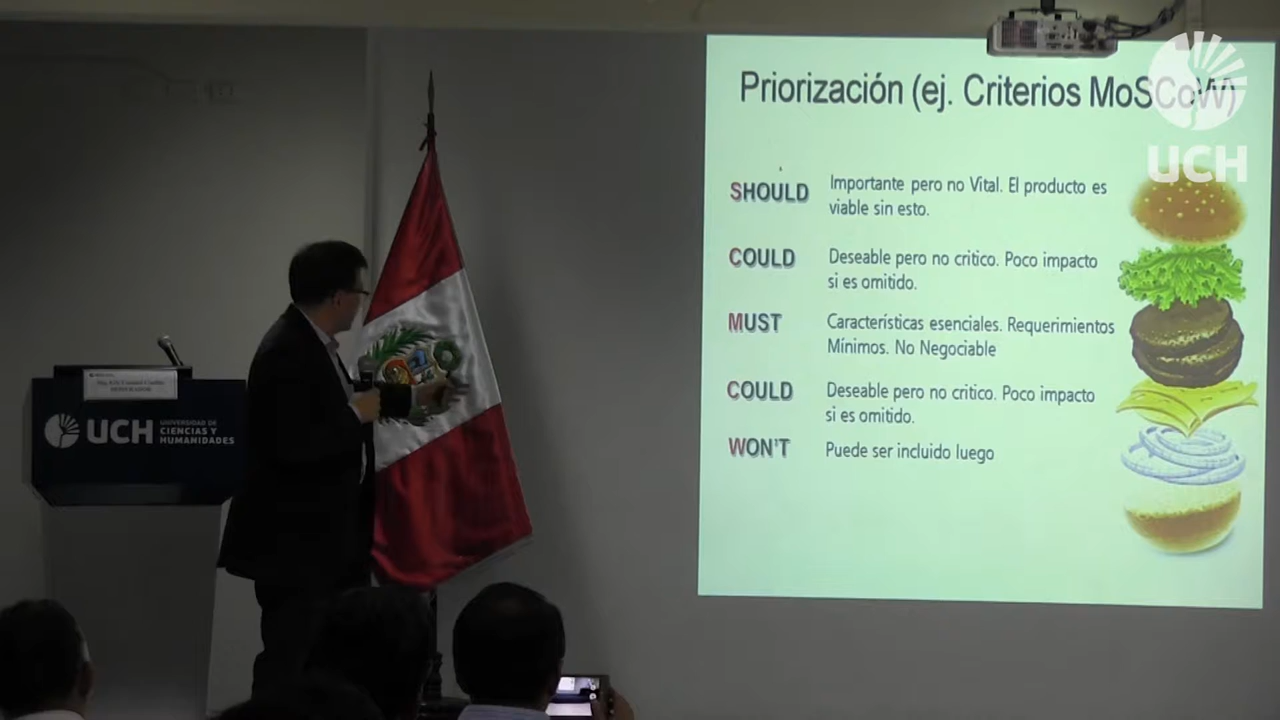 Priorización (ej. Criterios MoSCoW)
UCH
SHOULD
Importante pero no Vital. El producto es
viable sin esto.
COULD
Deseable pero no critico. Poco impacto
si es omitido.
MUST
Características esenciales. Requerimientos
Mínimos. No Negociable
COULD
Deseable pero no critico. Poco impacto
si es omitido.
WON'T
Puede ser incluido luego
UCH
UNIVERSIDAD DE
CIENCIAS Y
HUMANIDADES